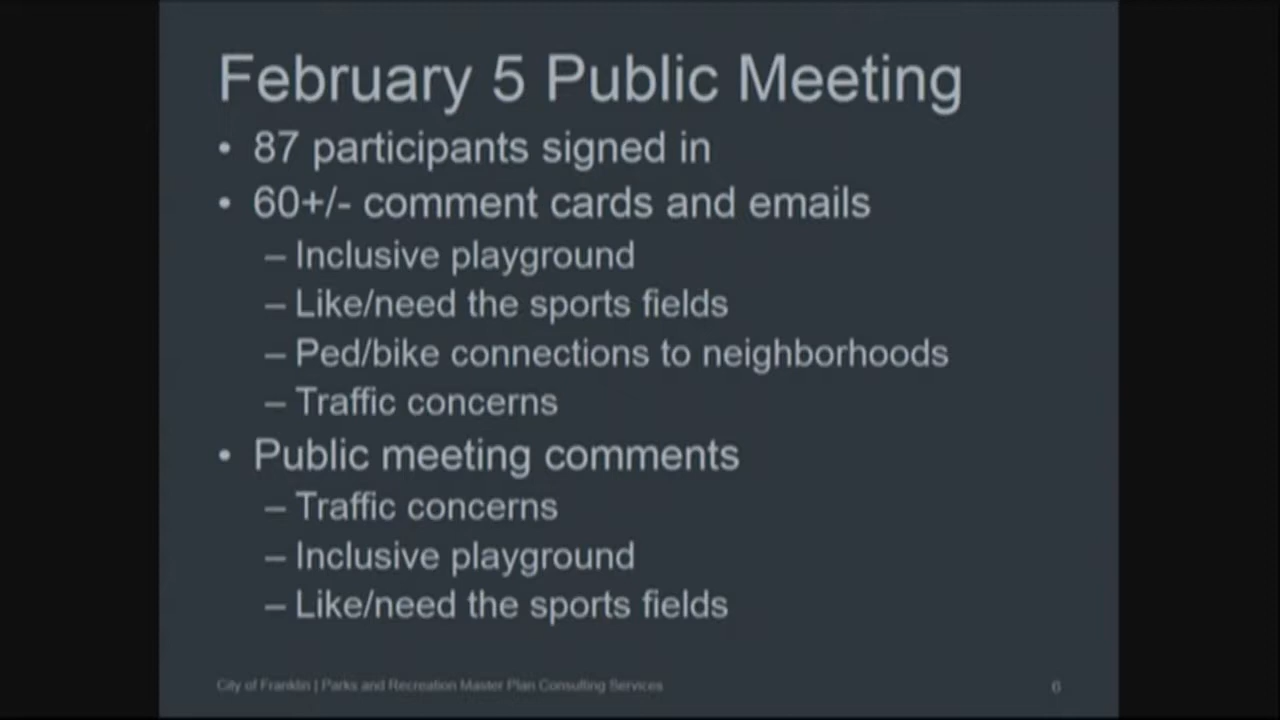 February 5 Public Meeting
• 87 participants signed in
• 60+/- comment cards and emails
– Inclusive playground
– Like/need the sports fields
– Ped/bike connections to neighborhoods
– Traffic concerns
• Public meeting comments
– Traffic concerns
– Inclusive playground
– Like/need the sports fields
City of Franklin | Parks and Recreation Master Plan Consulting Services
6